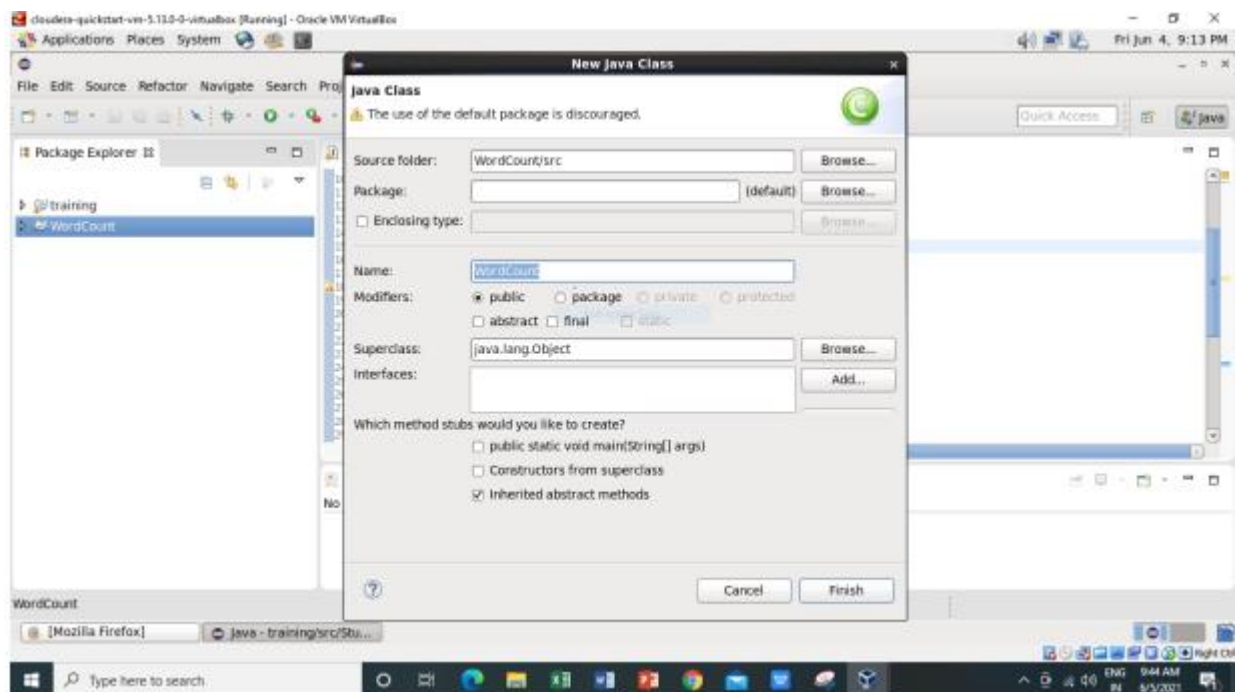 cloudera-quickstart-vm-5.13.0-0-virtualbox [Running] - Oracle VM VirtualBox
Applications Places System
Fri Jun 4, 9:13 PM
File Edit Source Refactor Navigate Search Proj
Quick Access
Java
Package Explorer
training
WordCount
New Java Class
Java Class
The use of the default package is discouraged.
Source folder: WordCount/src Browse...
Package: (default) Browse...
Enclosing type: Browse...
Name: WordCount
Modifiers: public package private protected
abstract final static
Superclass: java.lang.Object Browse...
Interfaces: Add...
Which method stubs would you like to create?
public static void main(String[] args)
Constructors from superclass
Inherited abstract methods
No
Cancel Finish
WordCount
[Mozilla Firefox] Java - training/src/Stu...
Right Ctrl
Type here to search
ENG 9:44 AM
IN 6/5/2021